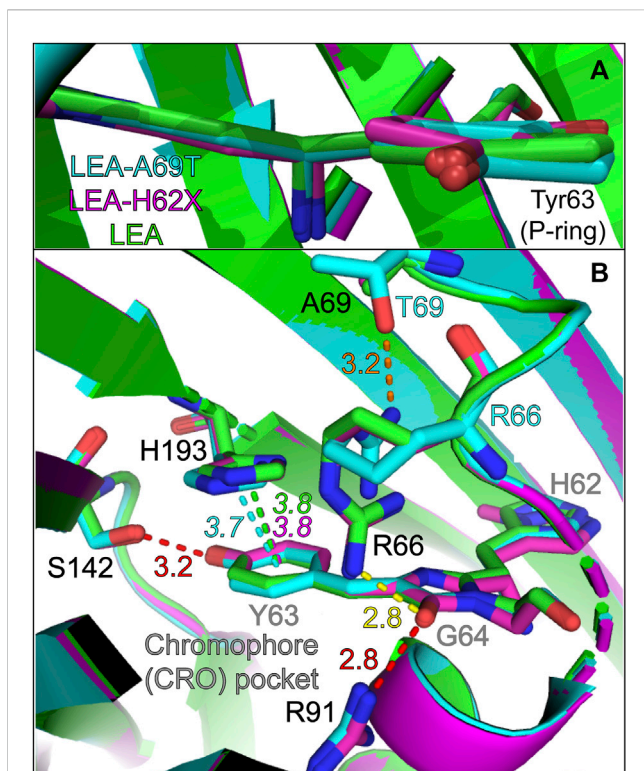 A
LEA-A69T
LEA-H62X
LEA
Tyr63
(P-ring)
B
A69
T69
3.2
R66
H193
H62
3.8
3.7
3.8
S142
3.2
R66
Y63
2.8
G64
Chromophore
(CRO) pocket
2.8
R91